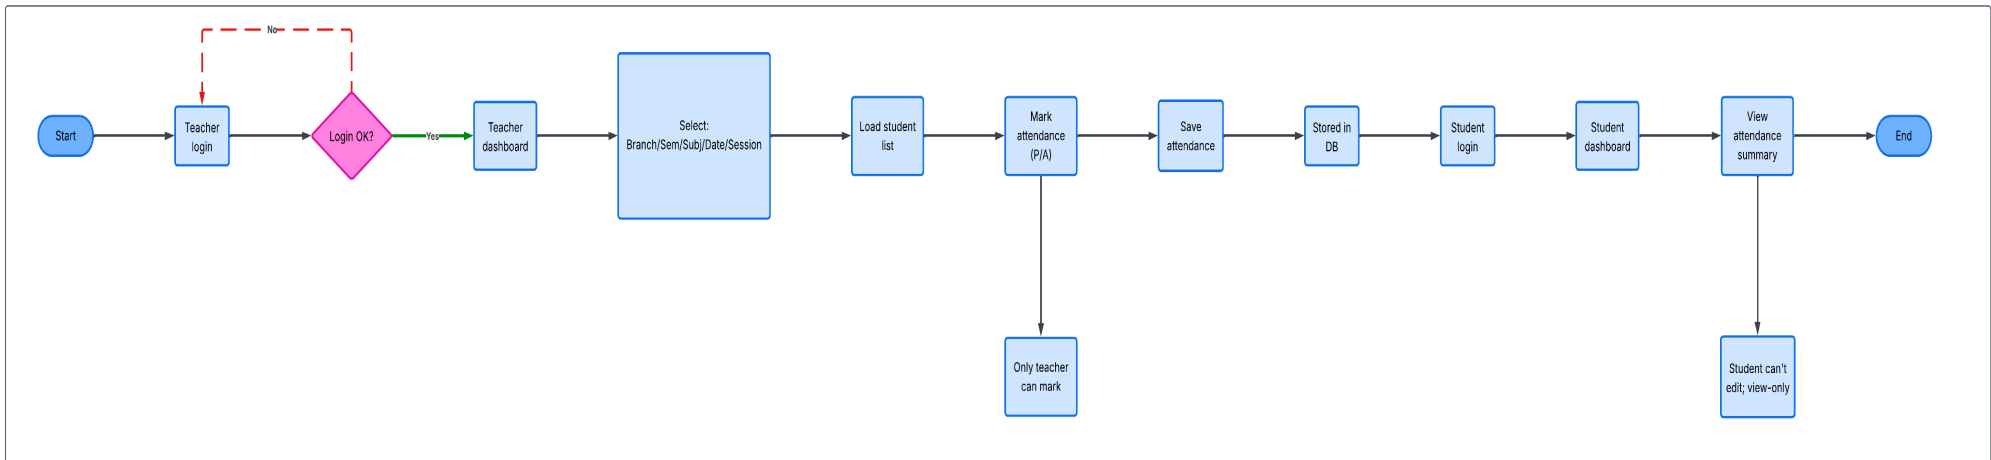 No
Start
Teacher
login
Login OK?
Yes
Teacher
dashboard
Select:
Branch/Sem/Subj/Date/Session
Load student
list
Mark
attendance
(P/A)
Save
attendance
Stored in
DB
Student
login
Student
dashboard
View
attendance
summary
End
Only teacher
can mark
Student can't
edit; view-only